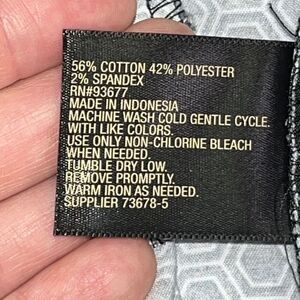 56% COTTON 42% POLYESTER
2% SPANDEX
RN#93677
MADE IN INDONESIA
MACHINE WASH COLD GENTLE CYCLE.
WITH LIKE COLORS.
USE ONLY NON-CHLORINE BLEACH
WHEN NEEDED.
TUMBLE DRY LOW.
REMOVE PROMPTLY.
WARM IRON AS NEEDED.
SUPPLIER 73678-5